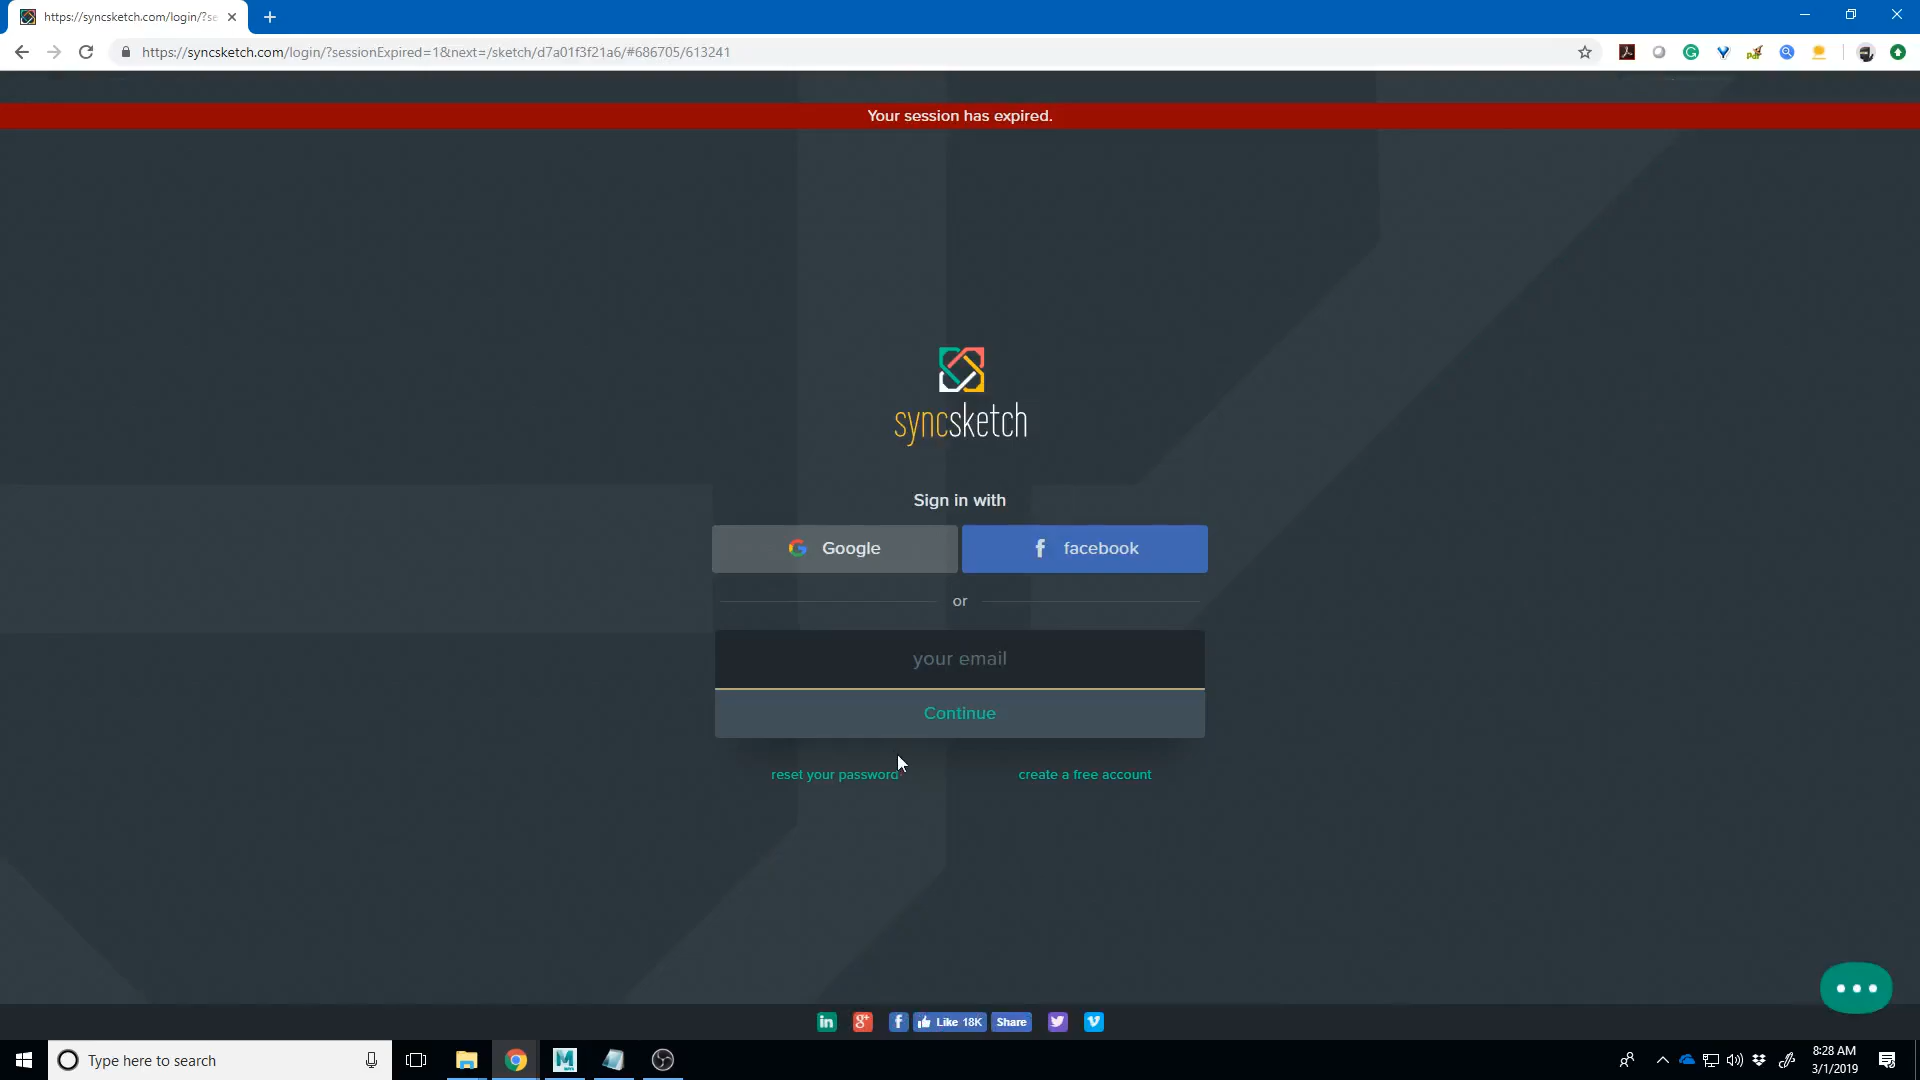 https://syncsketch.com/login/?se
https://syncsketch.com/login/?sessionExpired=1&next=/sketch/d7a01f3f21a6/#686705/613241
Your session has expired.
syncsketch
Sign in with
Google
facebook
or
your email
Continue
reset your password
create a free account
Like 18K
Share
Type here to search
8:28 AM
3/1/2019